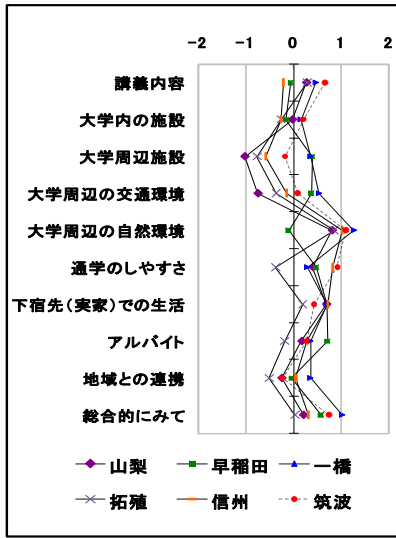 -2 -1 0 1 2
講義内容
大学内の施設
大学周辺施設
大学周辺の交通環境
大学周辺の自然環境
通学のしやすさ
下宿先(実家)での生活
アルバイト
地域との連携
総合的にみて
山梨 早稲田 一橋
拓殖 信州 筑波